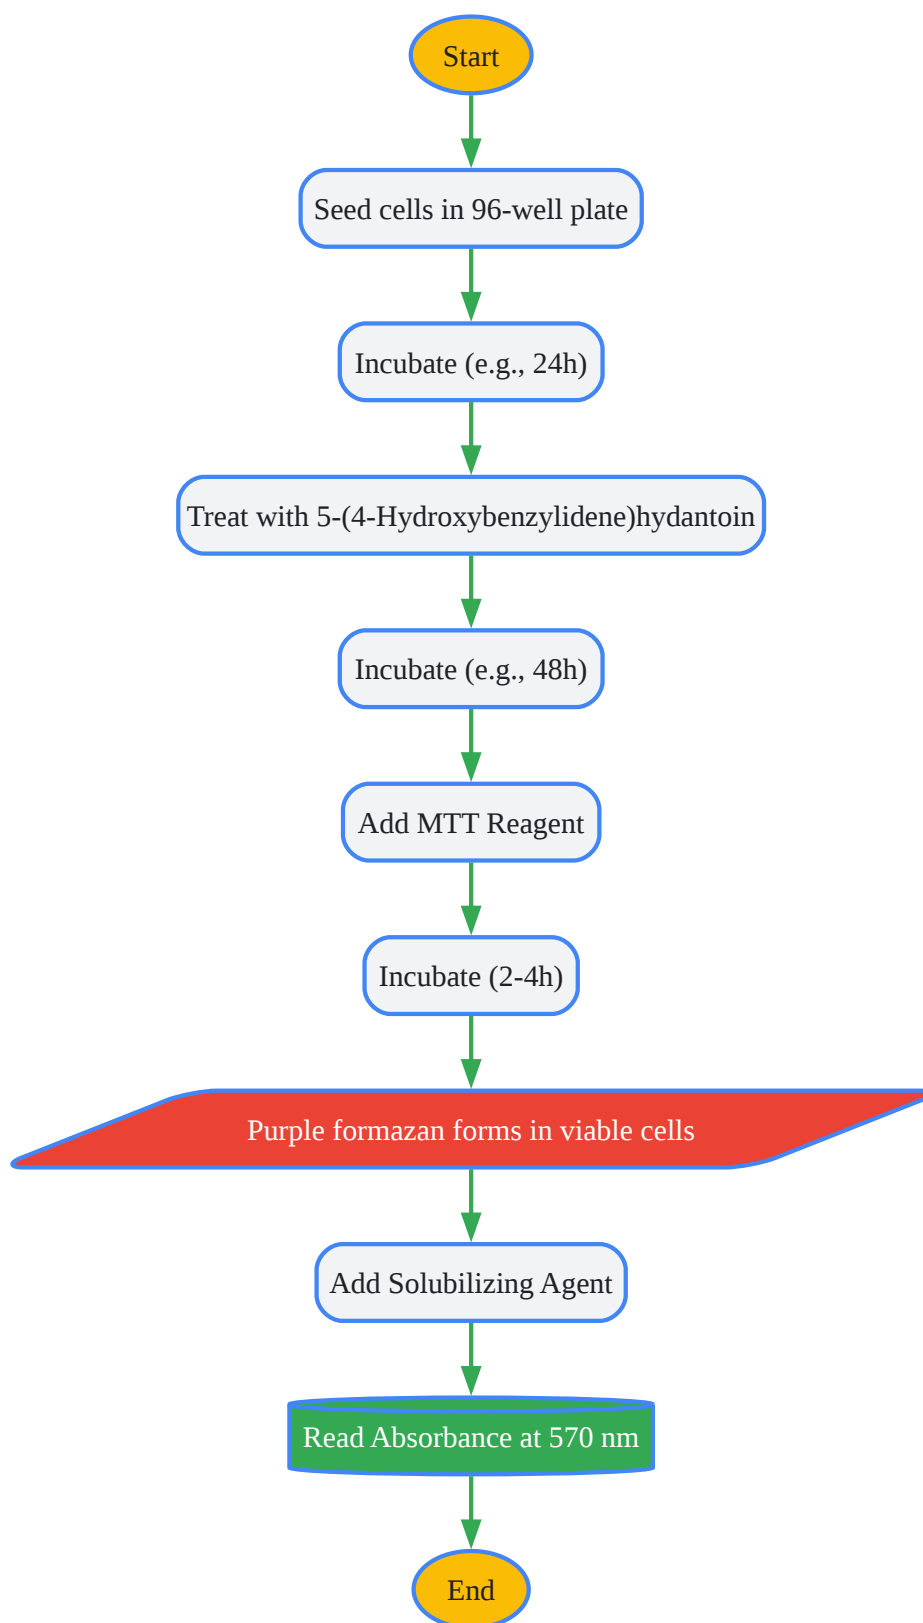 Start
Seed cells in 96-well plate
Incubate (e.g., 24h)
Treat with 5-(4-Hydroxybenzylidene)hydantoin
Incubate (e.g., 48h)
Add MTT Reagent
Incubate (2-4h)
Purple formazan forms in viable cells
Add Solubilizing Agent
Read Absorbance at 570 nm
End